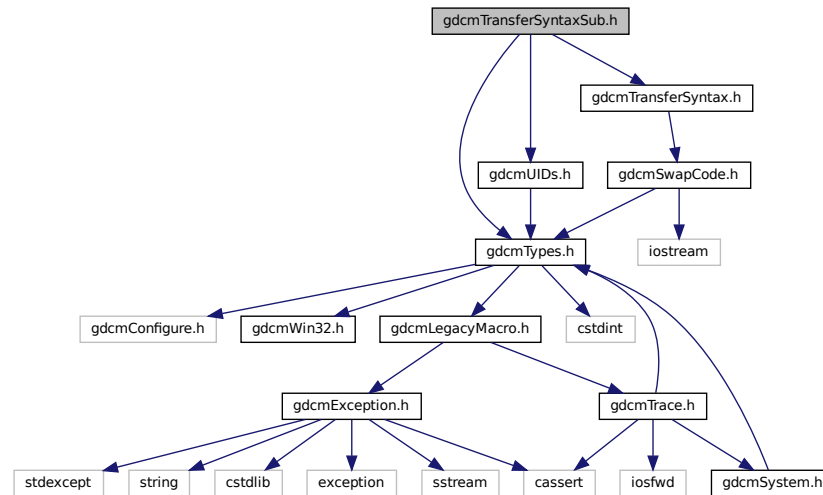 gdcmTransferSyntaxSub.h
gdcmTransferSyntax.h
gdcmUIDs.h
gdcmSwapCode.h
gdcmTypes.h
iostream
gdcmConfigure.h
gdcmWin32.h
gdcmLegacyMacro.h
cstdint
gdcmException.h
gdcmTrace.h
stdexcept
string
cstdlib
exception
sstream
cassert
iosfwd
gdcmSystem.h